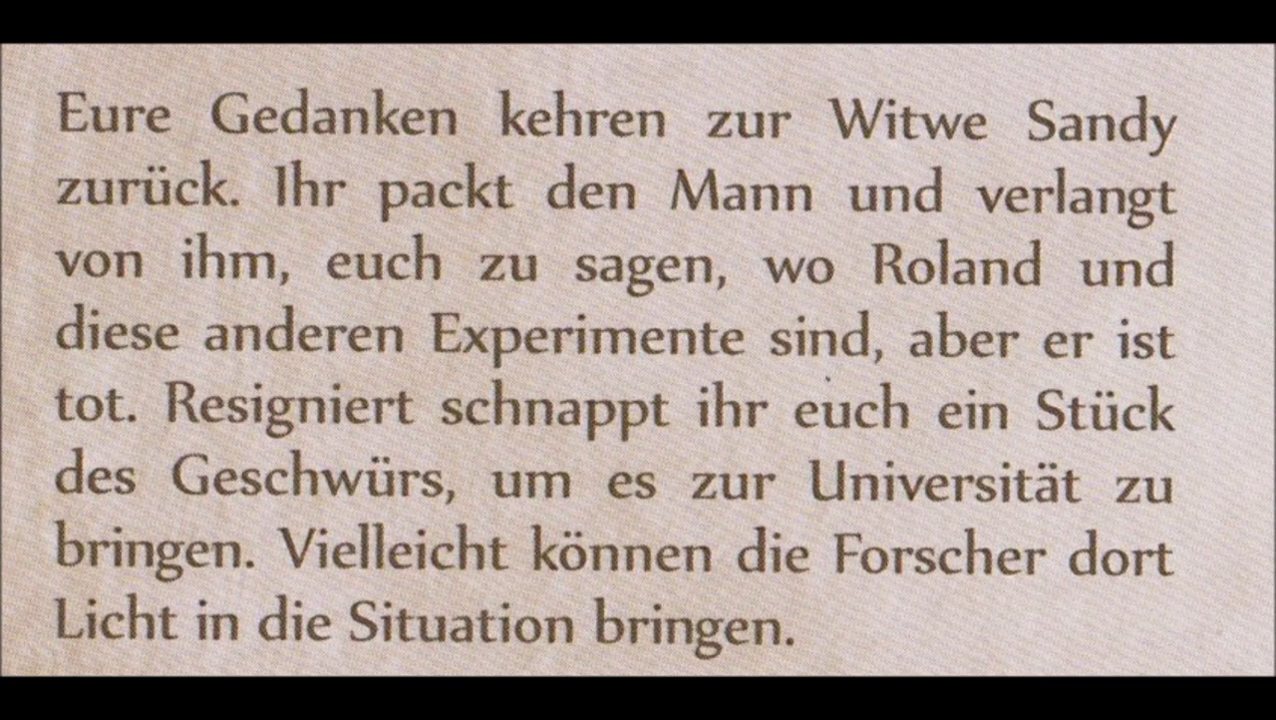 Eure Gedanken kehren zur Witwe Sandy
zurück. Ihr packt den Mann und verlangt
von ihm, euch zu sagen, wo Roland und
diese anderen Experimente sind, aber er ist
tot. Resigniert schnappt ihr euch ein Stück
des Geschwürs, um es zur Universität zu
bringen. Vielleicht können die Forscher dort
Licht in die Situation bringen.